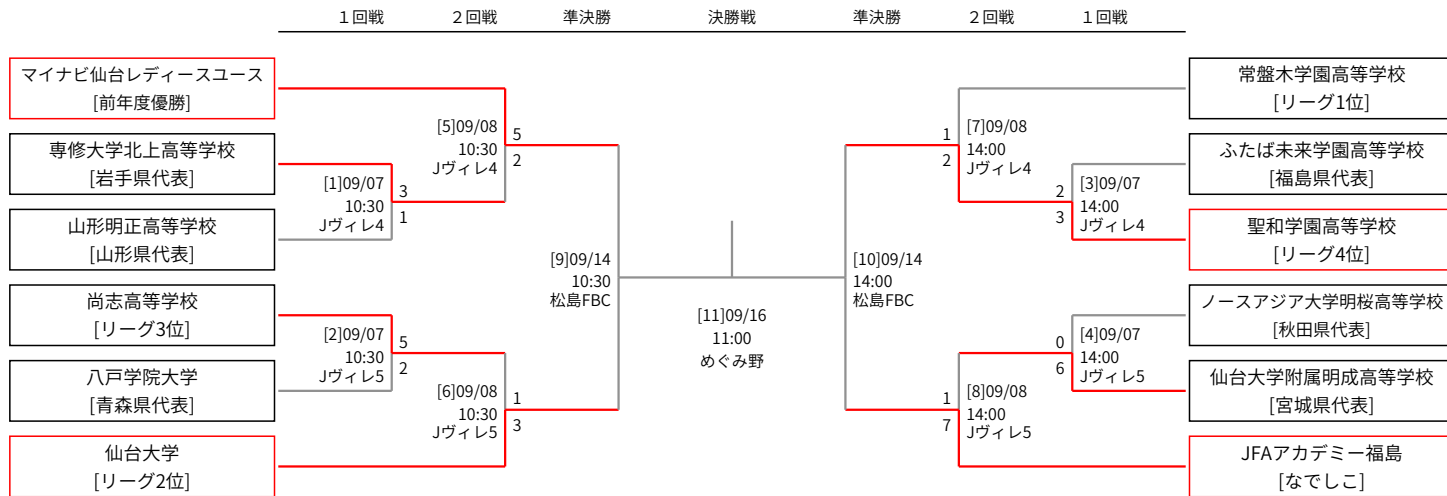 １回戦
２回戦
準決勝
決勝戦
準決勝
２回戦
１回戦
マイナビ仙台レディースユース
[前年度優勝]
専修大学北上高等学校
[岩手県代表]
山形明正高等学校
[山形県代表]
尚志高等学校
[リーグ3位]
八戸学院大学
[青森県代表]
仙台大学
[リーグ2位]
[1]09/07
10:30
Jヴィレ4
3
1
[2]09/07
10:30
Jヴィレ5
5
2
[5]09/08
10:30
Jヴィレ4
5
2
[6]09/08
10:30
Jヴィレ5
1
3
[9]09/14
10:30
松島FBC
[11]09/16
11:00
めぐみ野
[10]09/14
14:00
松島FBC
1
2
[7]09/08
14:00
Jヴィレ4
1
7
[8]09/08
14:00
Jヴィレ5
2
3
[3]09/07
14:00
Jヴィレ4
0
6
[4]09/07
14:00
Jヴィレ5
常盤木学園高等学校
[リーグ1位]
ふたば未来学園高等学校
[福島県代表]
聖和学園高等学校
[リーグ4位]
ノースアジア大学明桜高等学校
[秋田県代表]
仙台大学附属明成高等学校
[宮城県代表]
JFAアカデミー福島
[なでしこ]